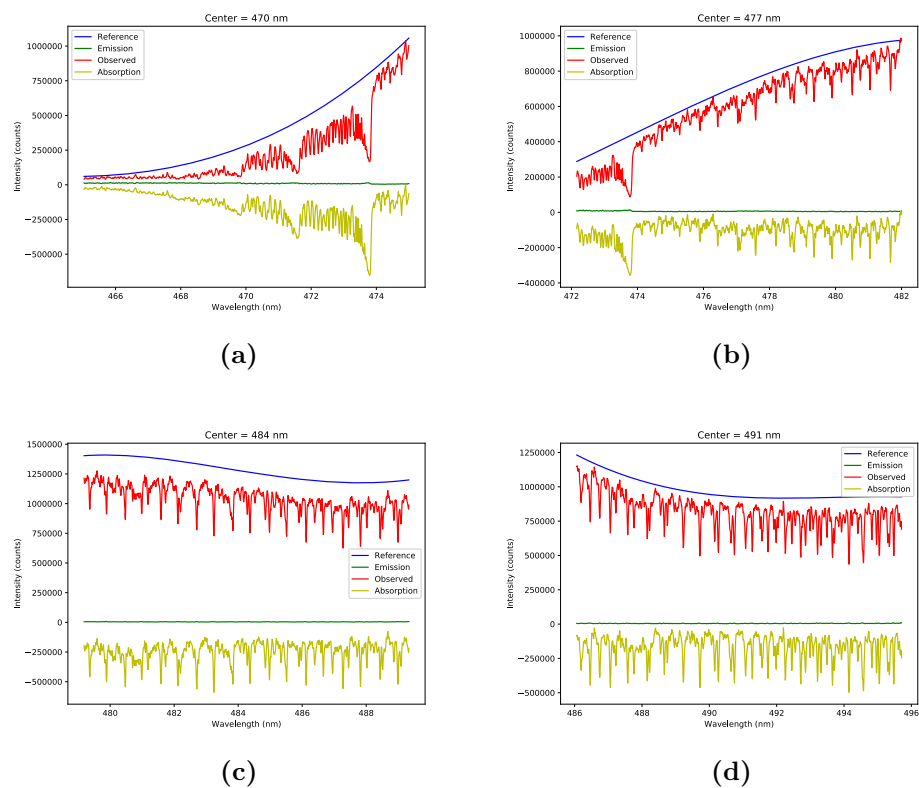 Center = 470 nm
Reference
Emission
Observed
Absorption
1000000
750000
500000
250000
0
−250000
−500000
Intensity (counts)
466
468
470
472
474
Wavelength (nm)
(a)
Center = 477 nm
Reference
Emission
Observed
Absorption
1000000
800000
600000
400000
200000
0
−200000
−400000
Intensity (counts)
472
474
476
478
480
482
Wavelength (nm)
(b)
Center = 484 nm
1500000
1250000
1000000
750000
500000
250000
0
−250000
−500000
Intensity (counts)
Reference
Emission
Observed
Absorption
480
482
484
486
488
Wavelength (nm)
(c)
Center = 491 nm
Reference
Emission
Observed
Absorption
1250000
1000000
750000
500000
250000
0
−250000
−500000
Intensity (counts)
486
488
490
492
494
496
Wavelength (nm)
(d)